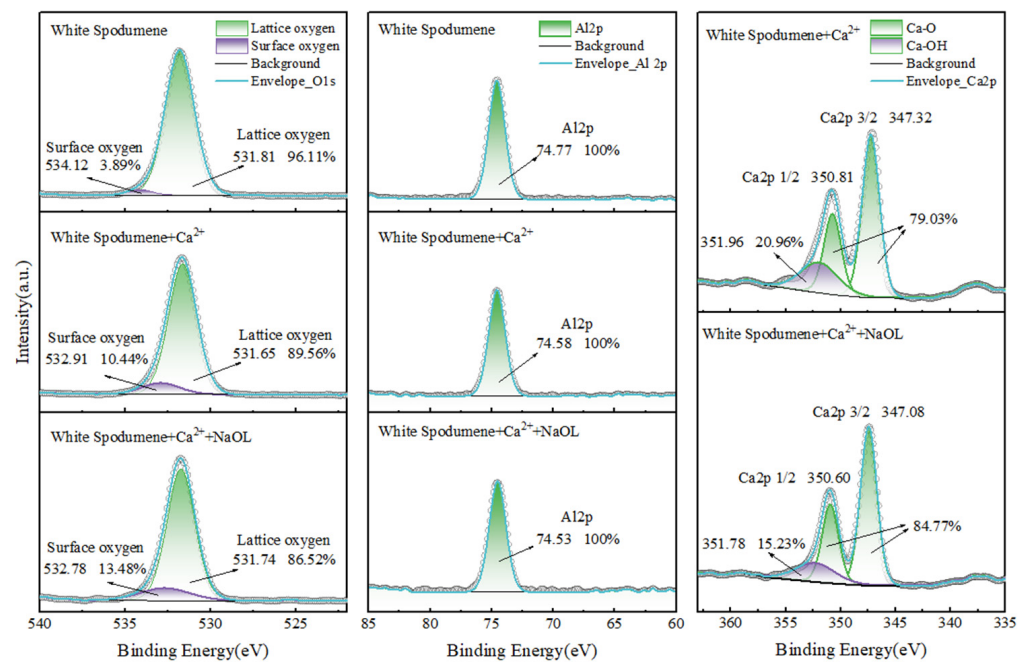 Intensity(a.u.)
White Spodumene
Lattice oxygen
Surface oxygen
Background
Envelope_O1s
Surface oxygen
534.12 3.89%
Lattice oxygen
531.81 96.11%
White Spodumene+Ca²⁺
Surface oxygen
532.91 10.44%
Lattice oxygen
531.65 89.56%
White Spodumene+Ca²⁺+NaOL
Surface oxygen
532.78 13.48%
Lattice oxygen
531.74 86.52%
540 535 530 525
Binding Energy(eV)
White Spodumene
Al2p
Background
Envelope_Al 2p
Al2p
74.77 100%
White Spodumene+Ca²⁺
Al2p
74.58 100%
White Spodumene+Ca²⁺+NaOL
Al2p
74.53 100%
85 80 75 70 65 60
Binding Energy(eV)
White Spodumene+Ca²⁺
Ca-O
Ca-OH
Background
Envelope_Ca2p
Ca2p 3/2 347.32
Ca2p 1/2 350.81
79.03%
351.96 20.96%
White Spodumene+Ca²⁺+NaOL
Ca2p 3/2 347.08
Ca2p 1/2 350.60
84.77%
351.78 15.23%
360 355 350 345 340 335
Binding Energy(eV)